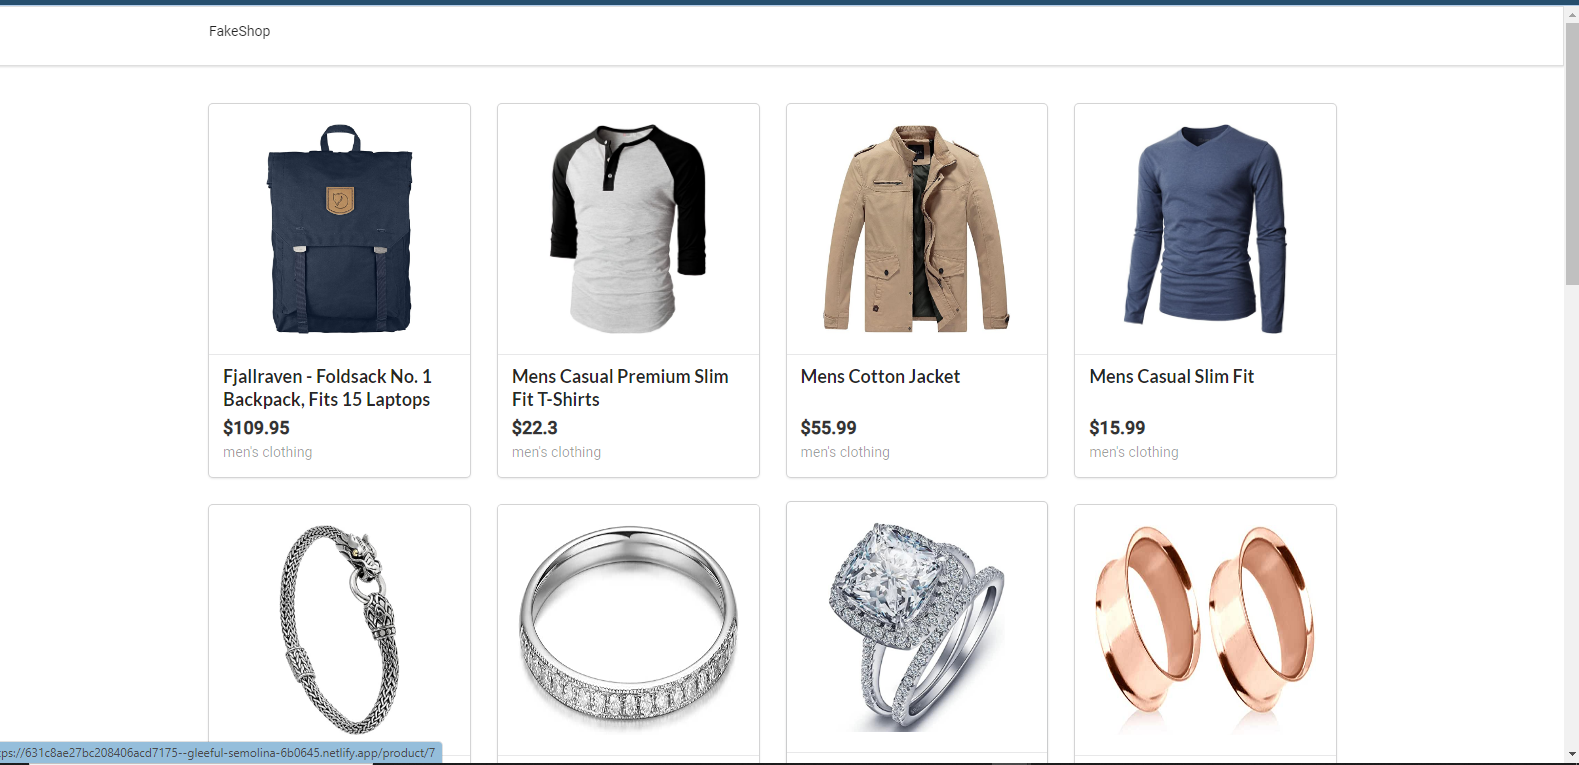 FakeShop
Fjallraven - Foldsack No. 1
Backpack, Fits 15 Laptops
$109.95
men's clothing
Mens Casual Premium Slim
Fit T-Shirts
$22.3
men's clothing
Mens Cotton Jacket
$55.99
men's clothing
Mens Casual Slim Fit
$15.99
men's clothing
ps://631c8ae27bc208406acd7175--gleeful-semolina-6b0645.netlify.app/product/7